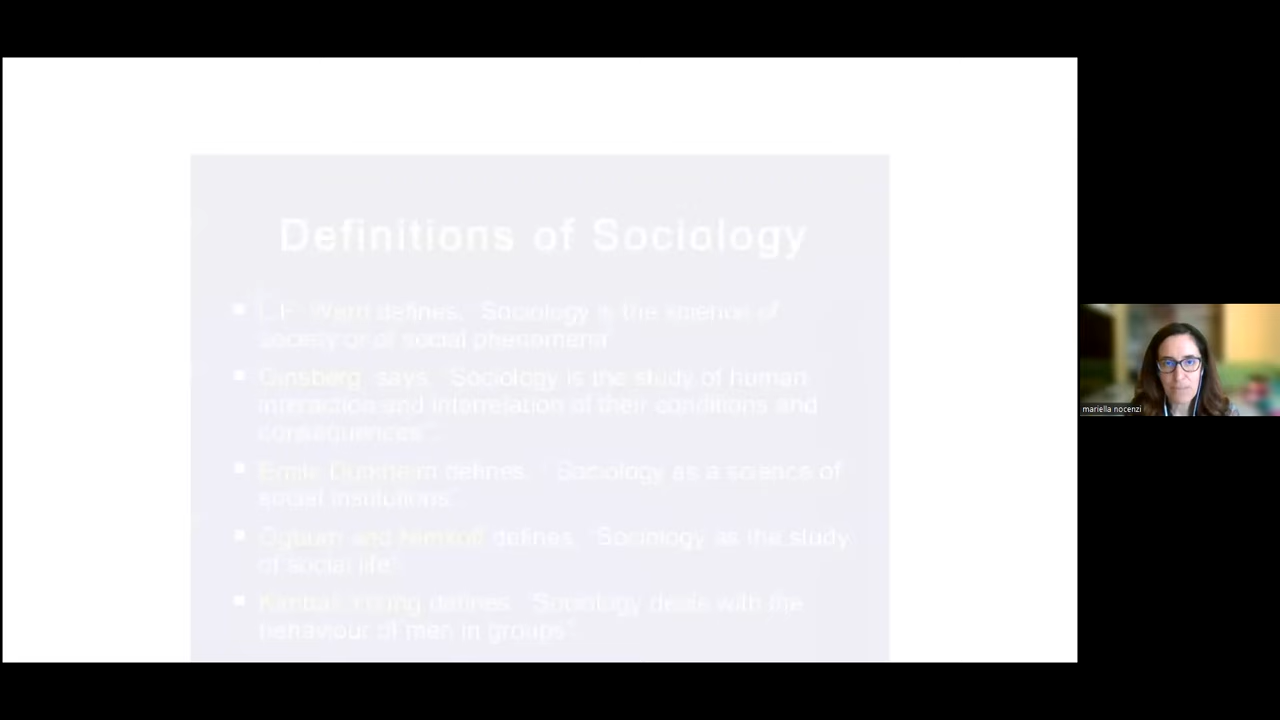 Definitions of Sociology
■ L.F. Ward defines, "Sociology is the science of
society or of social phenomena"
■ Ginsberg says, "Sociology is the study of human
interaction and interrelation of their conditions and
consequences".
■ Emile Durkheim defines, "Sociology as a science of
social institutions".
■ Ogburn and Nimkoff defines, "Sociology as the study
of social life".
■ Kimball Young defines, "Sociology deals with the
behaviour of men in groups".
mariella nocenzi